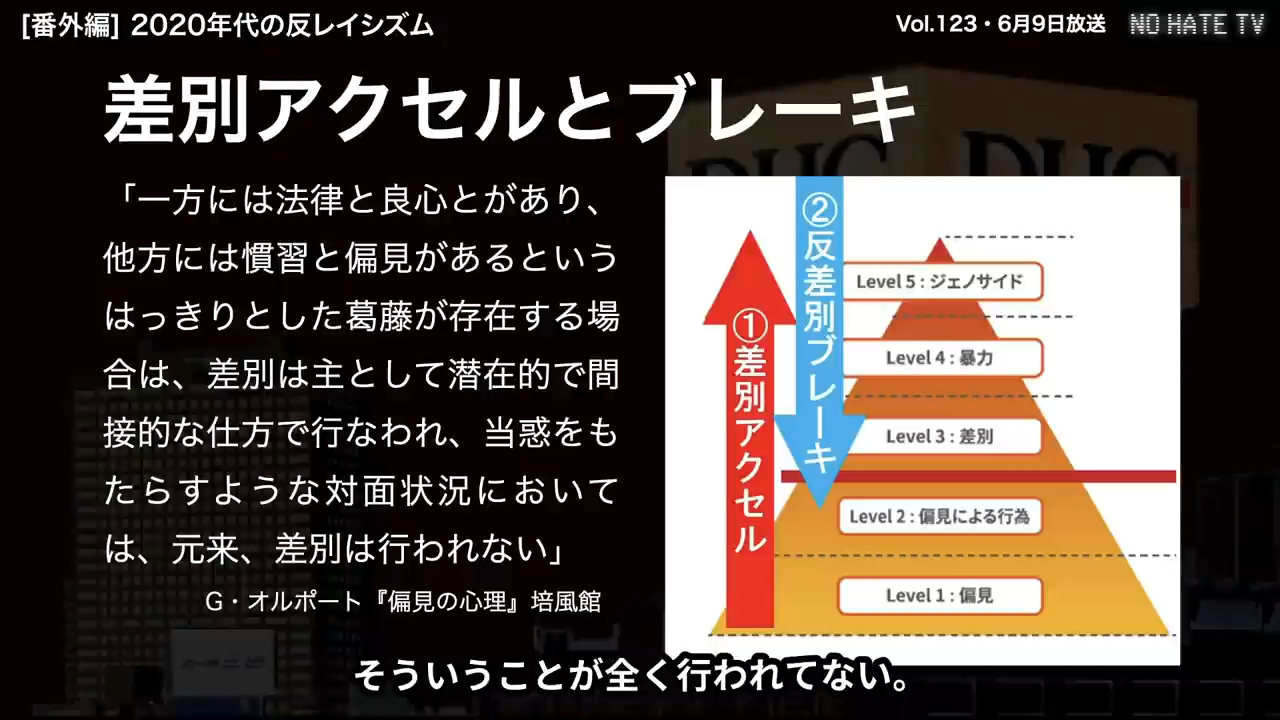 [番外編] 2020年代の反レイシズム
Vol.123・6月9日放送
NO HATE TV
差別アクセルとブレーキ
「一方には法律と良心とがあり、
他方には慣習と偏見があるという
はっきりとした葛藤が存在する場
合は、差別は主として潜在的で間
接的な仕方で行なわれ、当惑をも
たらすような対面状況において
は、元来、差別は行われない」
G・オルポート『偏見の心理』培風館
①差別アクセル
②反差別ブレーキ
Level 5 : ジェノサイド
Level 4 : 暴力
Level 3 : 差別
Level 2 : 偏見による行為
Level 1 : 偏見
DHC DHC
そういうことが全く行われてない。